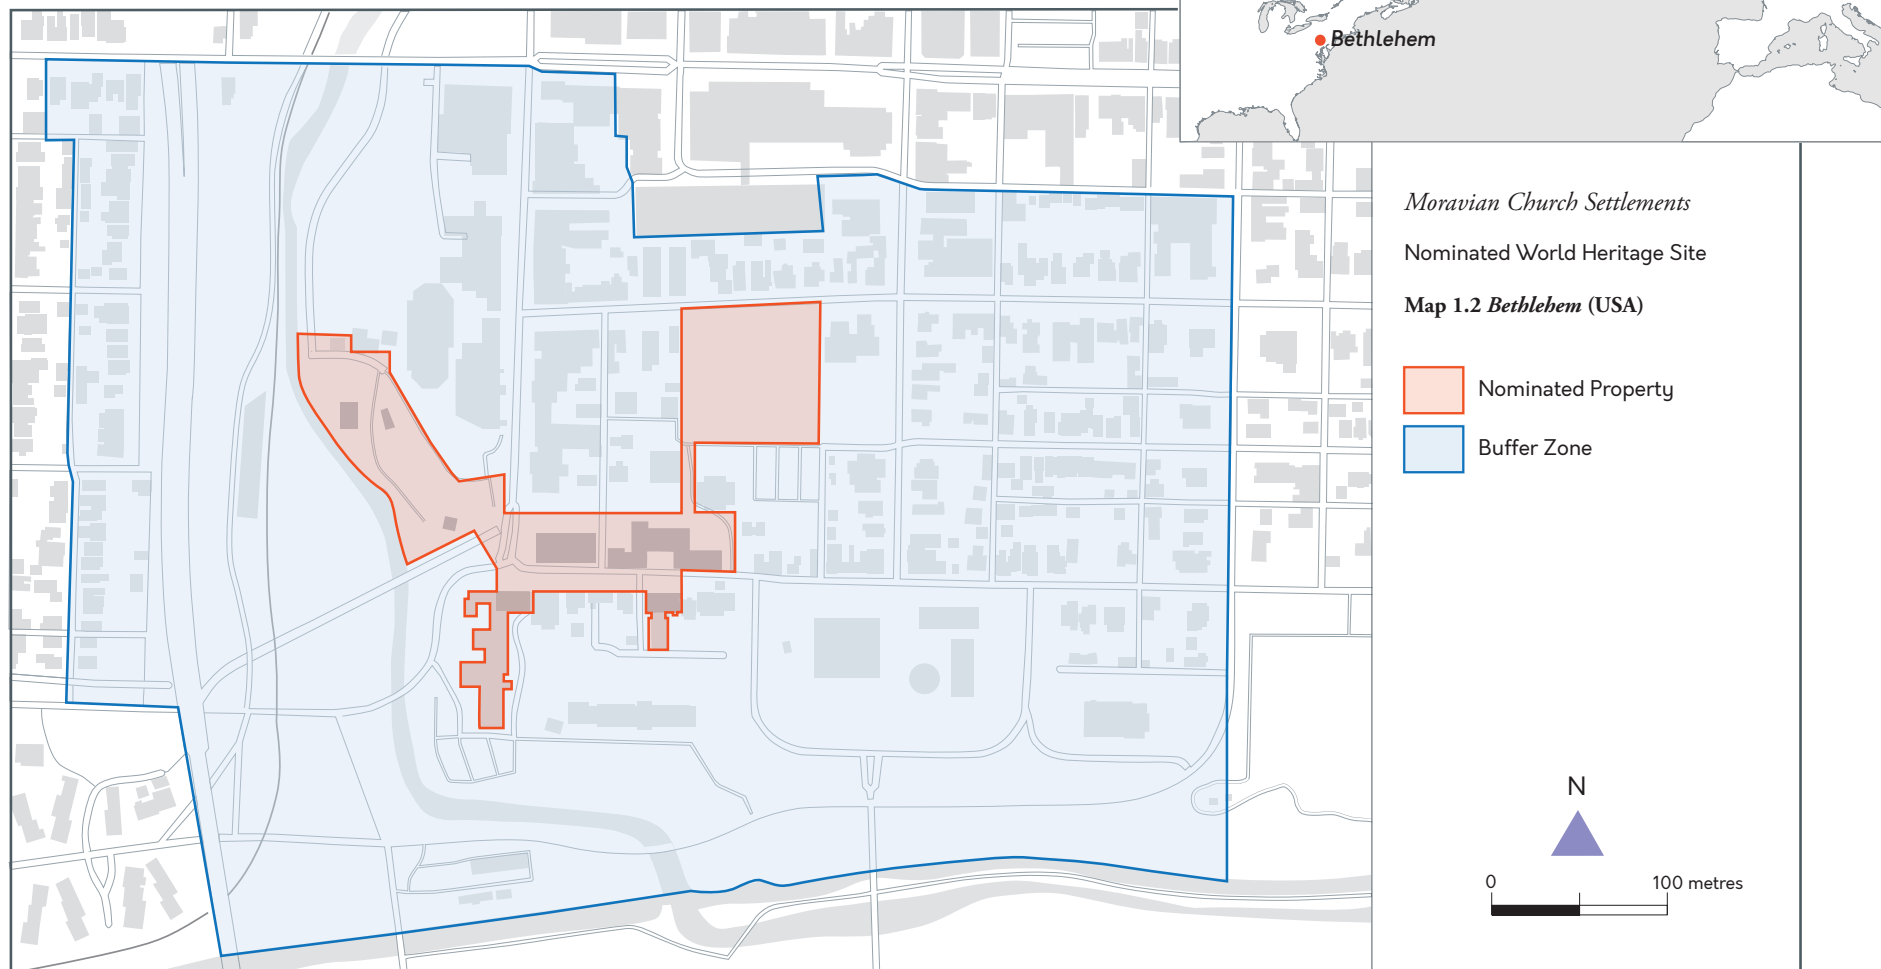 Bethlehem
Moravian Church Settlements
Nominated World Heritage Site
Map 1.2 Bethlehem (USA)
Nominated Property
Buffer Zone
N
0 100 metres